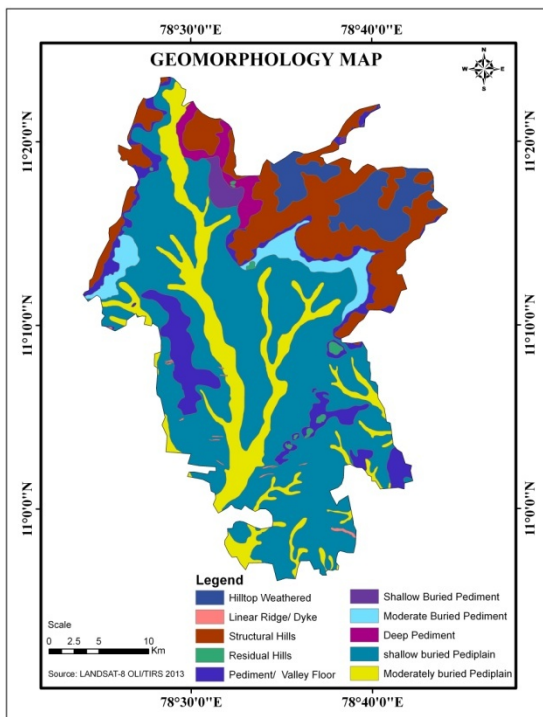 78°30'0"E 78°40'0"E
GEOMORPHOLOGY MAP
N
W E
S
11°20'0"N 11°20'0"N
11°10'0"N 11°10'0"N
11°0'0"N 11°0'0"N
Legend
Hilltop Weathered
Linear Ridge/ Dyke
Structural Hills
Residual Hills
Pediment/ Valley Floor
Shallow Buried Pediment
Moderate Buried Pediment
Deep Pediment
shallow buried Pediplain
Moderately buried Pediplain
Scale
0 2.5 5 10
Km
Source: LANDSAT-8 OLI/TIRS 2013
78°30'0"E 78°40'0"E